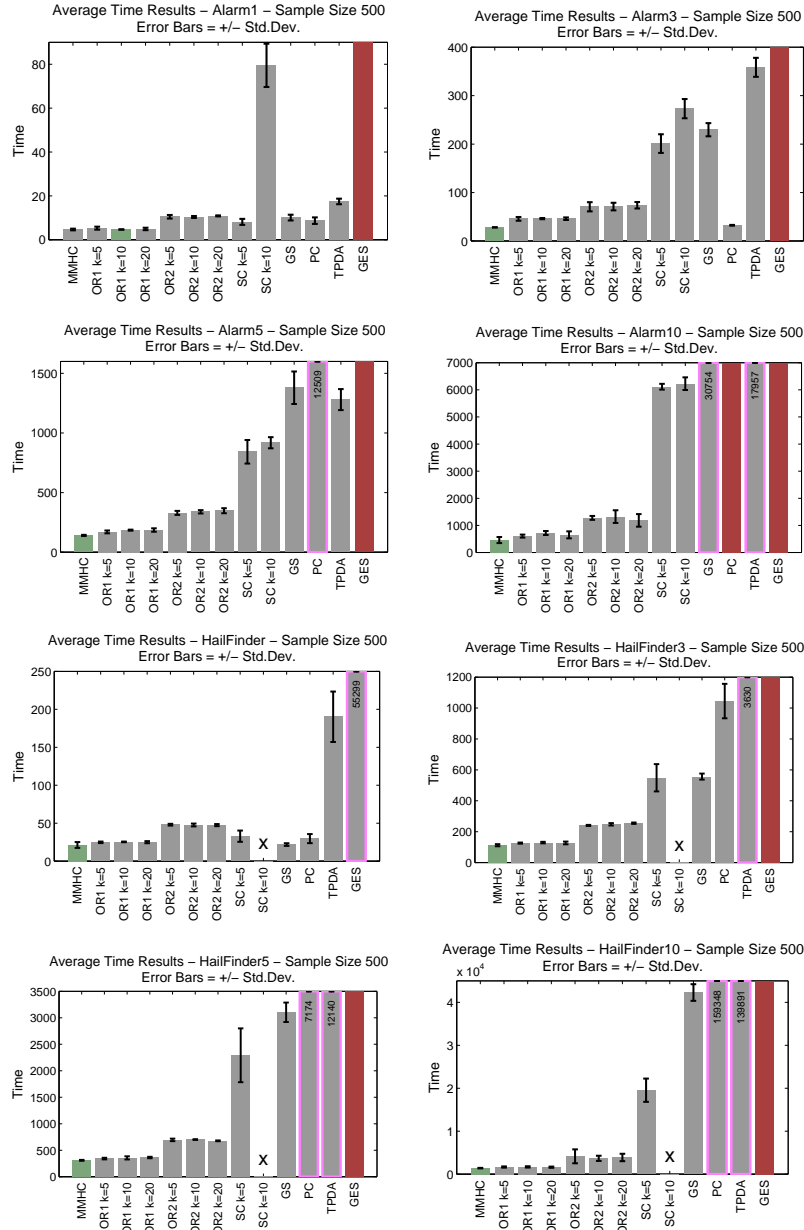 Average Time Results – Alarm1 – Sample Size 500
Error Bars = +/– Std.Dev.
80
60
40
20
0
Time
MMHC
OR1 k=5
OR1 k=10
OR1 k=20
OR2 k=5
OR2 k=10
OR2 k=20
SC k=5
SC k=10
GS
PC
TPDA
GES
Average Time Results – Alarm3 – Sample Size 500
Error Bars = +/– Std.Dev.
400
300
200
100
0
Time
MMHC
OR1 k=5
OR1 k=10
OR1 k=20
OR2 k=5
OR2 k=10
OR2 k=20
SC k=5
SC k=10
GS
PC
TPDA
GES
Average Time Results – Alarm5 – Sample Size 500
Error Bars = +/– Std.Dev.
1500
1000
500
0
Time
12509
MMHC
OR1 k=5
OR1 k=10
OR1 k=20
OR2 k=5
OR2 k=10
OR2 k=20
SC k=5
SC k=10
GS
PC
TPDA
GES
Average Time Results – Alarm10 – Sample Size 500
Error Bars = +/– Std.Dev.
7000
6000
5000
4000
3000
2000
1000
0
Time
30754
17957
MMHC
OR1 k=5
OR1 k=10
OR1 k=20
OR2 k=5
OR2 k=10
OR2 k=20
SC k=5
SC k=10
GS
PC
TPDA
GES
Average Time Results – HailFinder – Sample Size 500
Error Bars = +/– Std.Dev.
250
200
150
100
50
0
Time
x
55299
MMHC
OR1 k=5
OR1 k=10
OR1 k=20
OR2 k=5
OR2 k=10
OR2 k=20
SC k=5
SC k=10
GS
PC
TPDA
GES
Average Time Results – HailFinder3 – Sample Size 500
Error Bars = +/– Std.Dev.
1200
1000
800
600
400
200
0
Time
x
3630
MMHC
OR1 k=5
OR1 k=10
OR1 k=20
OR2 k=5
OR2 k=10
OR2 k=20
SC k=5
SC k=10
GS
PC
TPDA
GES
Average Time Results – HailFinder5 – Sample Size 500
Error Bars = +/– Std.Dev.
3500
3000
2500
2000
1500
1000
500
0
Time
x
7174
12140
MMHC
OR1 k=5
OR1 k=10
OR1 k=20
OR2 k=5
OR2 k=10
OR2 k=20
SC k=5
SC k=10
GS
PC
TPDA
GES
Average Time Results – HailFinder10 – Sample Size 500
Error Bars = +/– Std.Dev.
x 10^4
4
2
0
Time
x
159348
139891
MMHC
OR1 k=5
OR1 k=10
OR1 k=20
OR2 k=5
OR2 k=10
OR2 k=20
SC k=5
SC k=10
GS
PC
TPDA
GES